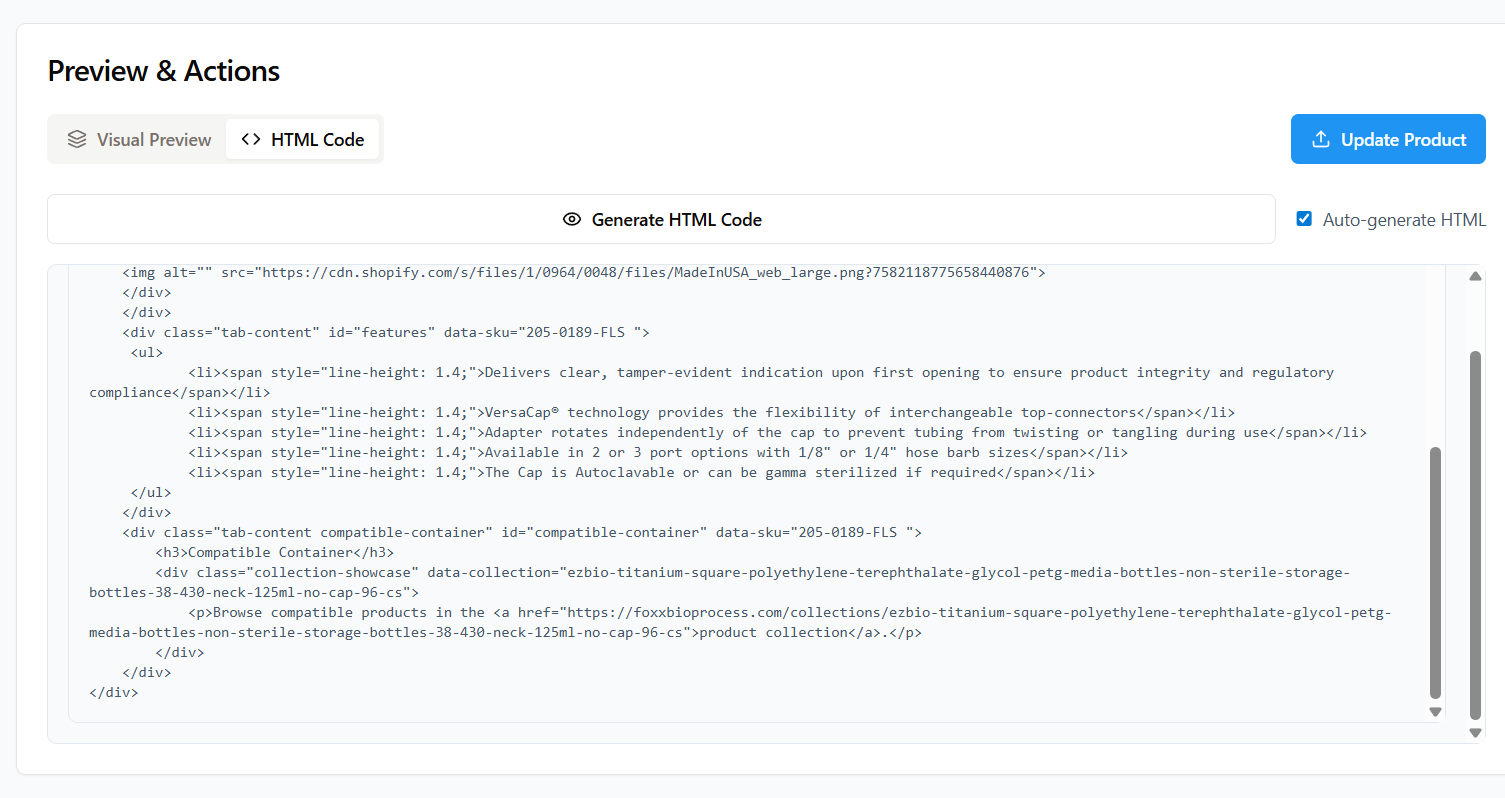 Preview & Actions
Visual Preview
<> HTML Code
Update Product
Generate HTML Code
Auto-generate HTML
<img alt="" src="https://cdn.shopify.com/s/files/1/0964/0048/files/MadeInUSA_web_large.png?7582118775658440876">
</div>
</div>
<div class="tab-content" id="features" data-sku="205-0189-FLS ">
<ul>
<li><span style="line-height: 1.4;">Delivers clear, tamper-evident indication upon first opening to ensure product integrity and regulatory
compliance</span></li>
<li><span style="line-height: 1.4;">VersaCap® technology provides the flexibility of interchangeable top-connectors</span></li>
<li><span style="line-height: 1.4;">Adapter rotates independently of the cap to prevent tubing from twisting or tangling during use</span></li>
<li><span style="line-height: 1.4;">Available in 2 or 3 port options with 1/8" or 1/4" hose barb sizes</span></li>
<li><span style="line-height: 1.4;">The Cap is Autoclavable or can be gamma sterilized if required</span></li>
</ul>
</div>
<div class="tab-content compatible-container" id="compatible-container" data-sku="205-0189-FLS ">
<h3>Compatible Container</h3>
<div class="collection-showcase" data-collection="ezbio-titanium-square-polyethylene-terephthalate-glycol-petg-media-bottles-non-sterile-storage-
bottles-38-430-neck-125ml-no-cap-96-cs">
<p>Browse compatible products in the <a href="https://foxxbioprocess.com/collections/ezbio-titanium-square-polyethylene-terephthalate-glycol-petg-
media-bottles-non-sterile-storage-bottles-38-430-neck-125ml-no-cap-96-cs">product collection</a>.</p>
</div>
</div>
</div>